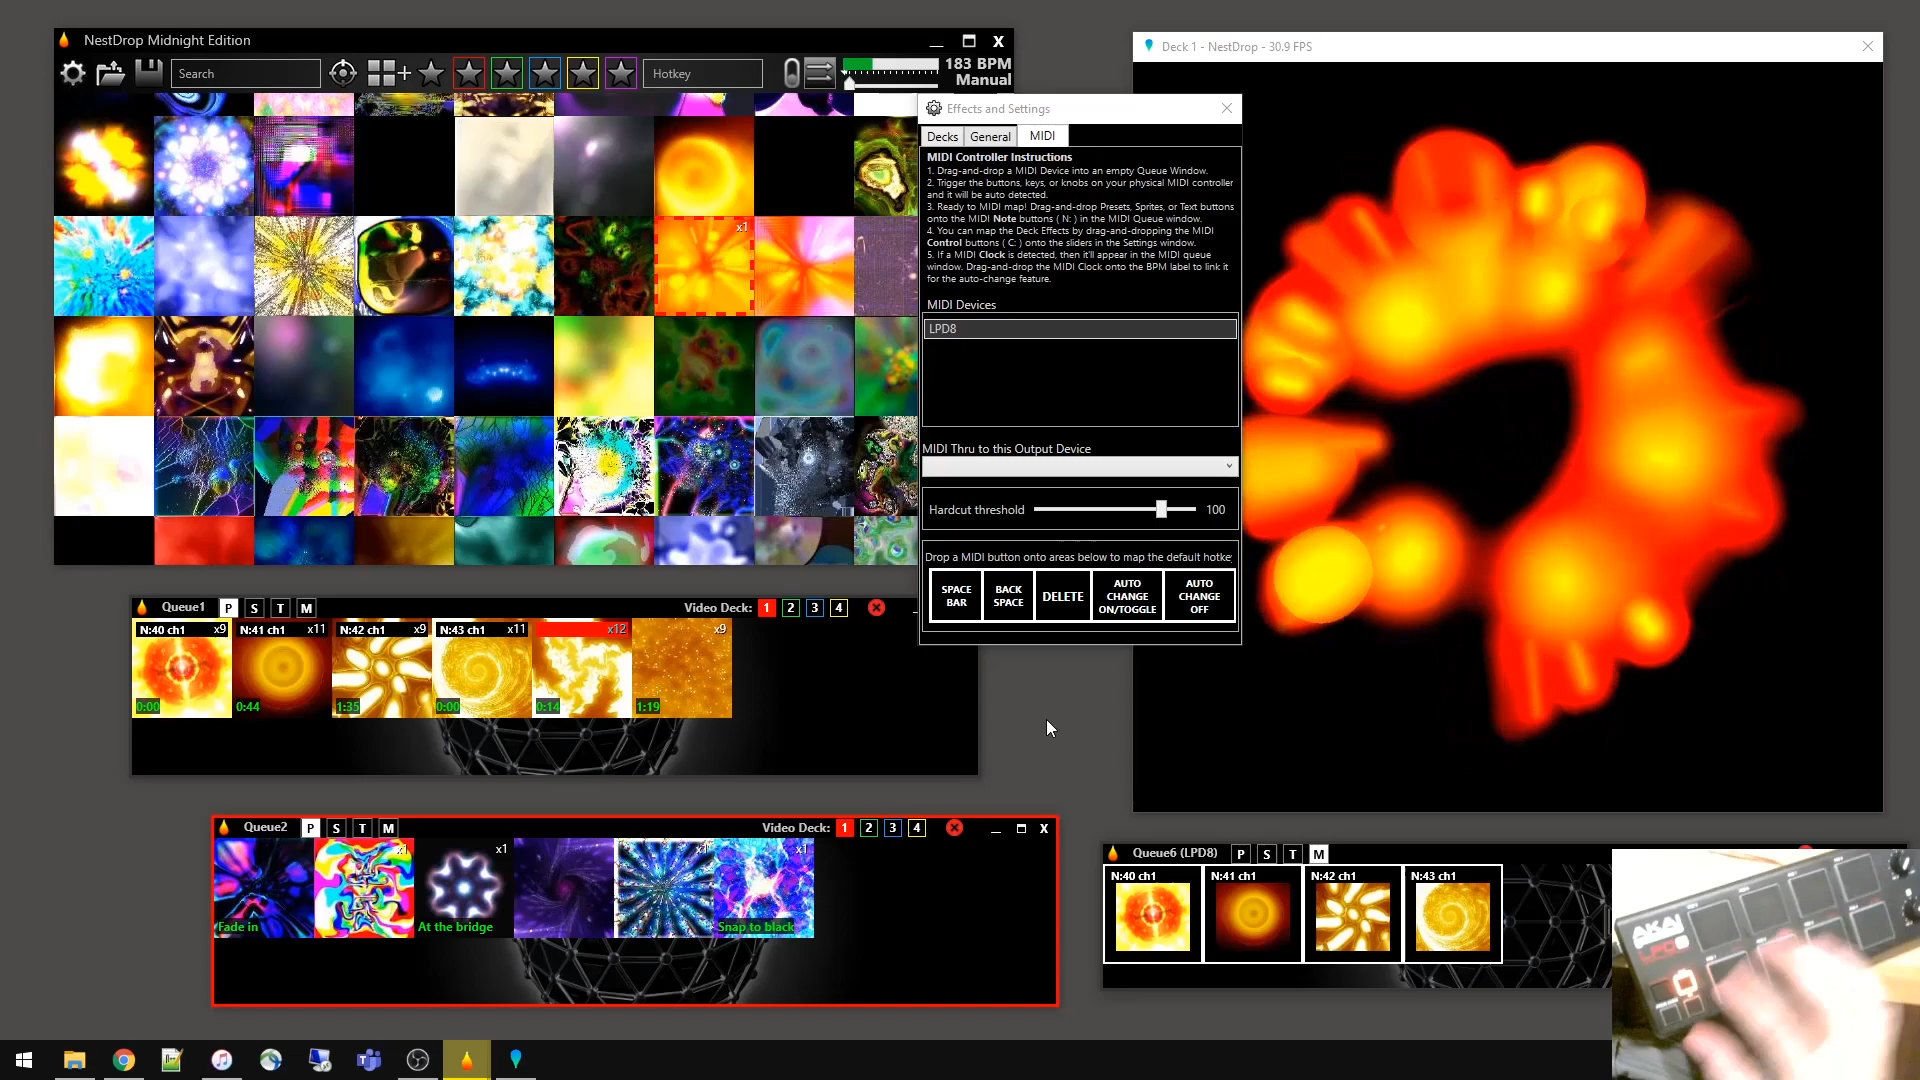 NestDrop Midnight Edition
Search
Hotkey
183 BPM
Manual
x1
Deck 1 - NestDrop - 30.9 FPS
Effects and Settings
Decks General MIDI
MIDI Controller Instructions
1. Drag-and-drop a MIDI Device into an empty Queue Window.
2. Trigger the buttons, keys, or knobs on your physical MIDI controller
and it will be auto detected.
3. Ready to MIDI map! Drag-and-drop Presets, Sprites, or Text buttons
onto the MIDI Note buttons ( N: ) in the MIDI Queue window.
4. You can map the Deck Effects by drag-and-dropping the MIDI
Control buttons ( C: ) onto the sliders in the Settings window.
5. If a MIDI Clock is detected, then it'll appear in the MIDI queue
window. Drag-and-drop the MIDI Clock onto the BPM label to link it
for the auto-change feature.
MIDI Devices
LPD8
MIDI Thru to this Output Device
Hardcut threshold 100
Drop a MIDI button onto areas below to map the default hotke
SPACE BAR
BACK SPACE
DELETE
AUTO CHANGE ON/TOGGLE
AUTO CHANGE OFF
Queue1 P S T M Video Deck: 1 2 3 4
N:40 ch1 x9 N:41 ch1 x11 N:42 ch1 x9 N:43 ch1 x11 x12 x9
0:00 0:44 1:35 0:00 0:14 1:19
Queue2 P S T M Video Deck: 1 2 3 4 X
x1 x1 x1 x1
Fade in At the bridge Snap to black
Queue6 (LPD8) P S T M
N:40 ch1 N:41 ch1 N:42 ch1 N:43 ch1
AKAI
LPD8